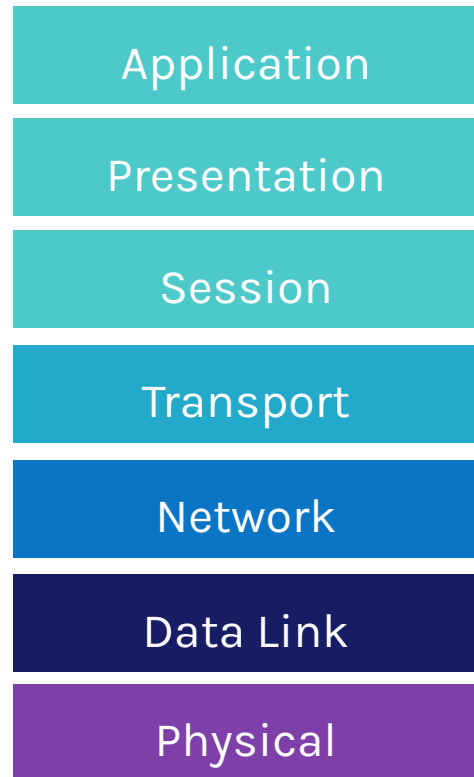 Application
Presentation
Session
Transport
Network
Data Link
Physical